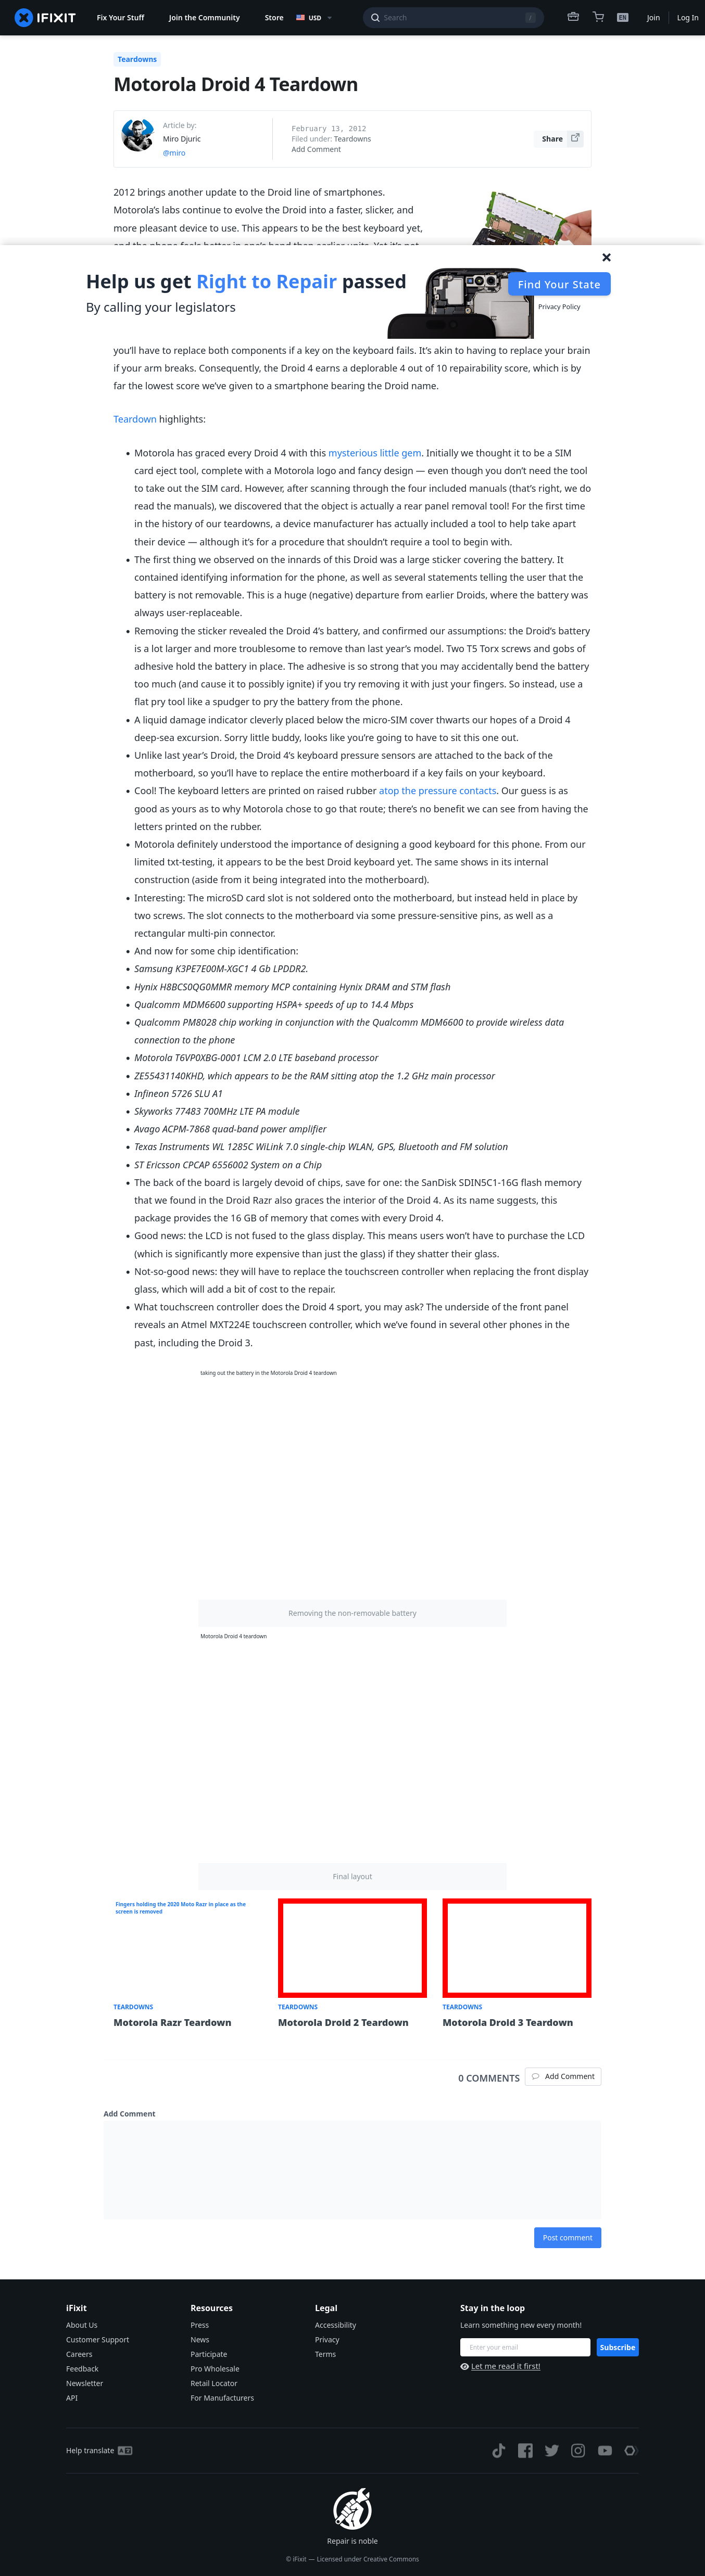 IFIXIT
Fix Your Stuff
Join the Community
Store
USD
Search
/
EN
Join
Log In
Teardowns
Motorola Droid 4 Teardown
Article by:
Miro Djuric
@miro
February 13, 2012
Filed under: Teardowns
Add Comment
Share
2012 brings another update to the Droid line of smartphones.
Motorola's labs continue to evolve the Droid into a faster, slicker, and
more pleasant device to use. This appears to be the best keyboard yet,
Help us get Right to Repair passed
By calling your legislators
Find Your State
Privacy Policy
you'll have to replace both components if a key on the keyboard fails. It's akin to having to replace your brain
if your arm breaks. Consequently, the Droid 4 earns a deplorable 4 out of 10 repairability score, which is by
far the lowest score we've given to a smartphone bearing the Droid name.
Teardown highlights:
Motorola has graced every Droid 4 with this mysterious little gem. Initially we thought it to be a SIM
card eject tool, complete with a Motorola logo and fancy design — even though you don't need the tool
to take out the SIM card. However, after scanning through the four included manuals (that's right, we do
read the manuals), we discovered that the object is actually a rear panel removal tool! For the first time
in the history of our teardowns, a device manufacturer has actually included a tool to help take apart
their device — although it's for a procedure that shouldn't require a tool to begin with.
The first thing we observed on the innards of this Droid was a large sticker covering the battery. It
contained identifying information for the phone, as well as several statements telling the user that the
battery is not removable. This is a huge (negative) departure from earlier Droids, where the battery was
always user-replaceable.
Removing the sticker revealed the Droid 4's battery, and confirmed our assumptions: the Droid's battery
is a lot larger and more troublesome to remove than last year's model. Two T5 Torx screws and gobs of
adhesive hold the battery in place. The adhesive is so strong that you may accidentally bend the battery
too much (and cause it to possibly ignite) if you try removing it with just your fingers. So instead, use a
flat pry tool like a spudger to pry the battery from the phone.
A liquid damage indicator cleverly placed below the micro-SIM cover thwarts our hopes of a Droid 4
deep-sea excursion. Sorry little buddy, looks like you're going to have to sit this one out.
Unlike last year's Droid, the Droid 4's keyboard pressure sensors are attached to the back of the
motherboard, so you'll have to replace the entire motherboard if a key fails on your keyboard.
Cool! The keyboard letters are printed on raised rubber atop the pressure contacts. Our guess is as
good as yours as to why Motorola chose to go that route; there's no benefit we can see from having the
letters printed on the rubber.
Motorola definitely understood the importance of designing a good keyboard for this phone. From our
limited txt-testing, it appears to be the best Droid keyboard yet. The same shows in its internal
construction (aside from it being integrated into the motherboard).
Interesting: The microSD card slot is not soldered onto the motherboard, but instead held in place by
two screws. The slot connects to the motherboard via some pressure-sensitive pins, as well as a
rectangular multi-pin connector.
And now for some chip identification:
Samsung K3PE7E00M-XGC1 4 Gb LPDDR2.
Hynix H8BCS0QG0MMR memory MCP containing Hynix DRAM and STM flash
Qualcomm MDM6600 supporting HSPA+ speeds of up to 14.4 Mbps
Qualcomm PM8028 chip working in conjunction with the Qualcomm MDM6600 to provide wireless data
connection to the phone
Motorola T6VP0XBG-0001 LCM 2.0 LTE baseband processor
ZE55431140KHD, which appears to be the RAM sitting atop the 1.2 GHz main processor
Infineon 5726 SLU A1
Skyworks 77483 700MHz LTE PA module
Avago ACPM-7868 quad-band power amplifier
Texas Instruments WL 1285C WiLink 7.0 single-chip WLAN, GPS, Bluetooth and FM solution
ST Ericsson CPCAP 6556002 System on a Chip
The back of the board is largely devoid of chips, save for one: the SanDisk SDIN5C1-16G flash memory
that we found in the Droid Razr also graces the interior of the Droid 4. As its name suggests, this
package provides the 16 GB of memory that comes with every Droid 4.
Good news: the LCD is not fused to the glass display. This means users won't have to purchase the LCD
(which is significantly more expensive than just the glass) if they shatter their glass.
Not-so-good news: they will have to replace the touchscreen controller when replacing the front display
glass, which will add a bit of cost to the repair.
What touchscreen controller does the Droid 4 sport, you may ask? The underside of the front panel
reveals an Atmel MXT224E touchscreen controller, which we've found in several other phones in the
past, including the Droid 3.
taking out the battery in the Motorola Droid 4 teardown
Removing the non-removable battery
Motorola Droid 4 teardown
Final layout
Fingers holding the 2020 Moto Razr in place as the
screen is removed
TEARDOWNS
Motorola Razr Teardown
TEARDOWNS
Motorola Droid 2 Teardown
TEARDOWNS
Motorola Droid 3 Teardown
0 COMMENTS
Add Comment
Add Comment
Post comment
iFixit
About Us
Customer Support
Careers
Feedback
Newsletter
API
Resources
Press
News
Participate
Pro Wholesale
Retail Locator
For Manufacturers
Legal
Accessibility
Privacy
Terms
Stay in the loop
Learn something new every month!
Enter your email
Subscribe
Let me read it first!
Help translate
Repair is noble
© iFixit — Licensed under Creative Commons